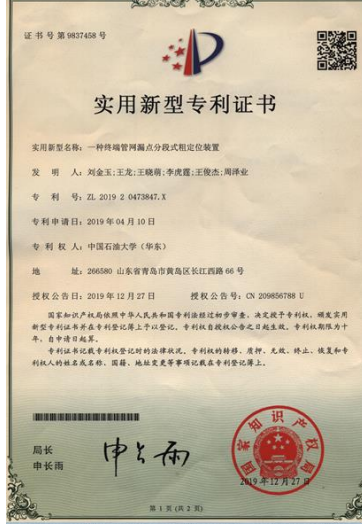 证书号第9837458号
实用新型专利证书
实用新型名称：一种终端管网漏点分段式粗定位装置
发明人：刘金玉;王龙;王晓萌;李虎霆;王俊杰;周泽业
专利号：ZL 2019 2 0473847.X
专利申请日：2019年04月10日
专利权人：中国石油大学（华东）
地址：266580 山东省青岛市黄岛区长江西路66号
授权公告日：2019年12月27日 授权公告号：CN 209856788 U
国家知识产权局依照中华人民共和国专利法经过初步审查，决定授予专利权，颁发实用
新型专利证书并在专利登记簿上予以登记。专利权自授权公告之日起生效。专利权期限为十
年，自申请日起算。
专利证书记载专利权登记时的法律状况。专利权的转移、质押、无效、终止、恢复和专
利权人的姓名或名称、国籍、地址变更等事项记载在专利登记簿上。
局长
申长雨
申长雨
国家知识产权局
2019年12月27日
第1页(共2页)